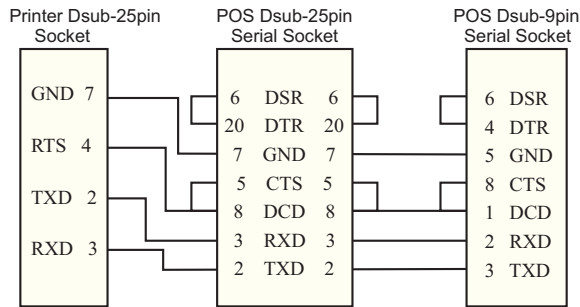 Printer Dsub-25pin
Socket
GND 7
RTS 4
TXD 2
RXD 3
POS Dsub-25pin
Serial Socket
6 DSR 6
20 DTR 20
7 GND 7
5 CTS 5
8 DCD 8
3 RXD 3
2 TXD 2
POS Dsub-9pin
Serial Socket
6 DSR
4 DTR
5 GND
8 CTS
1 DCD
2 RXD
3 TXD